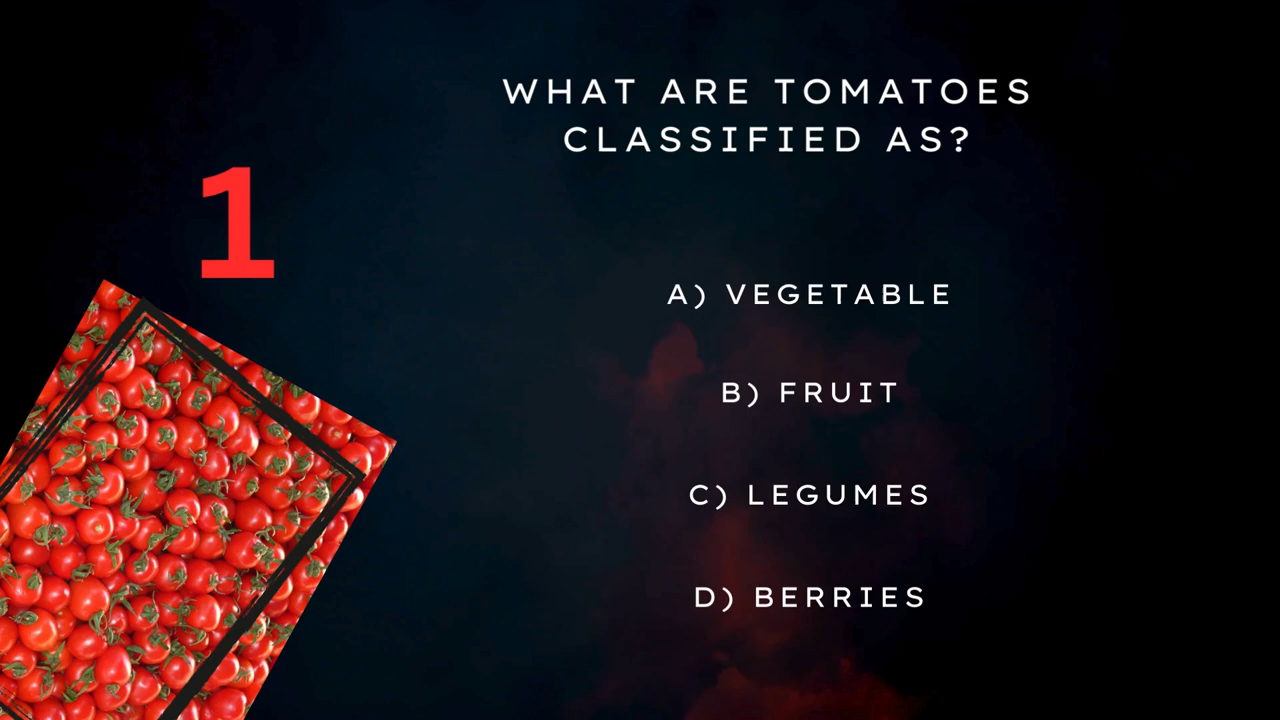 WHAT ARE TOMATOES
CLASSIFIED AS?
1
A) VEGETABLE
B) FRUIT
C) LEGUMES
D) BERRIES